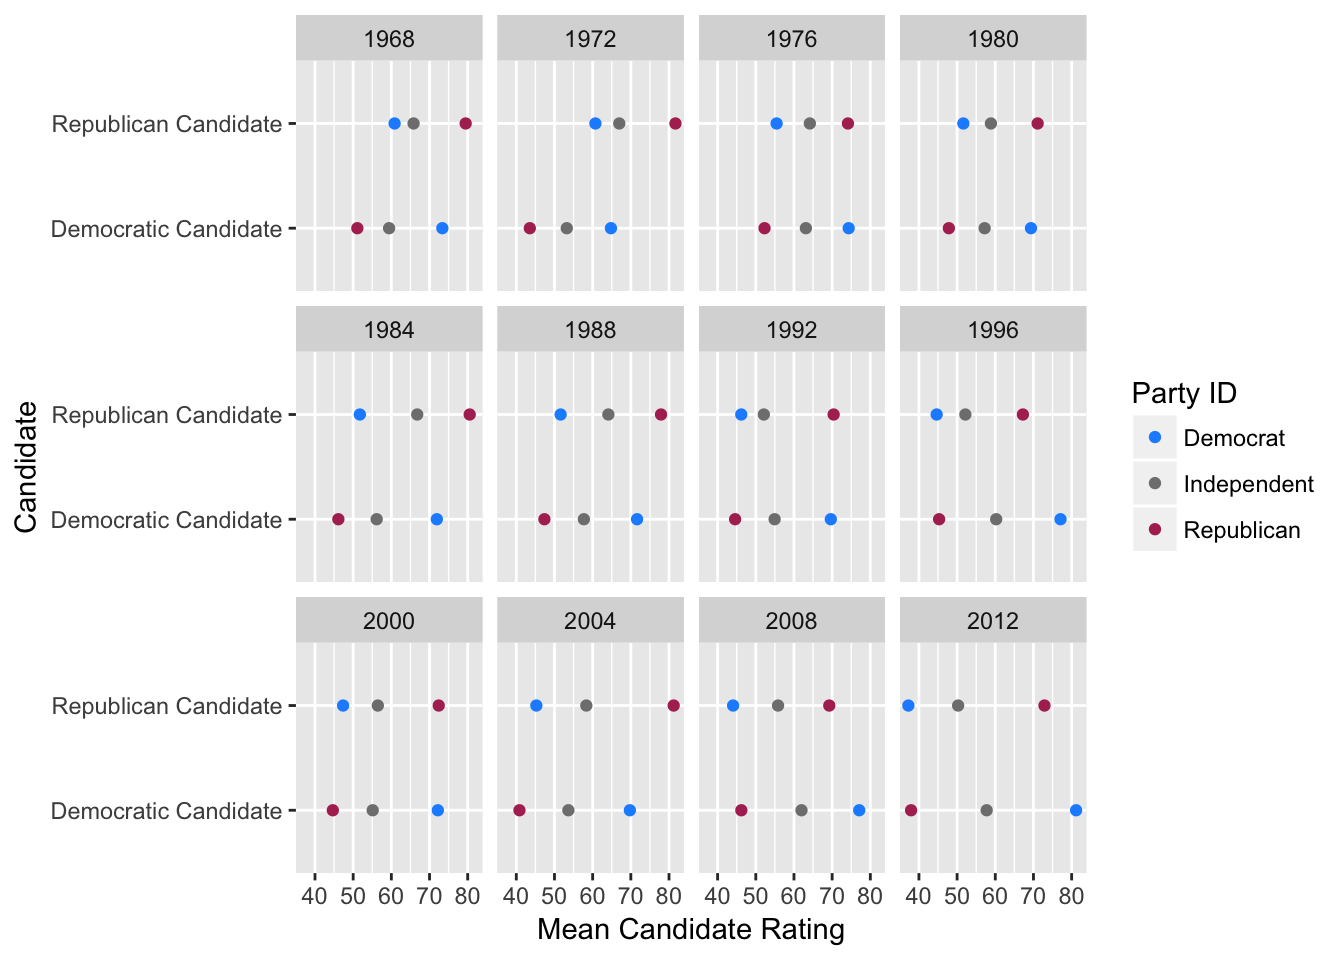 1968
1972
1976
1980
Republican Candidate
Democratic Candidate
1984
1988
1992
1996
Republican Candidate
Democratic Candidate
2000
2004
2008
2012
Republican Candidate
Democratic Candidate
40 50 60 70 80
40 50 60 70 80
40 50 60 70 80
40 50 60 70 80
Mean Candidate Rating
Candidate
Party ID
Democrat
Independent
Republican